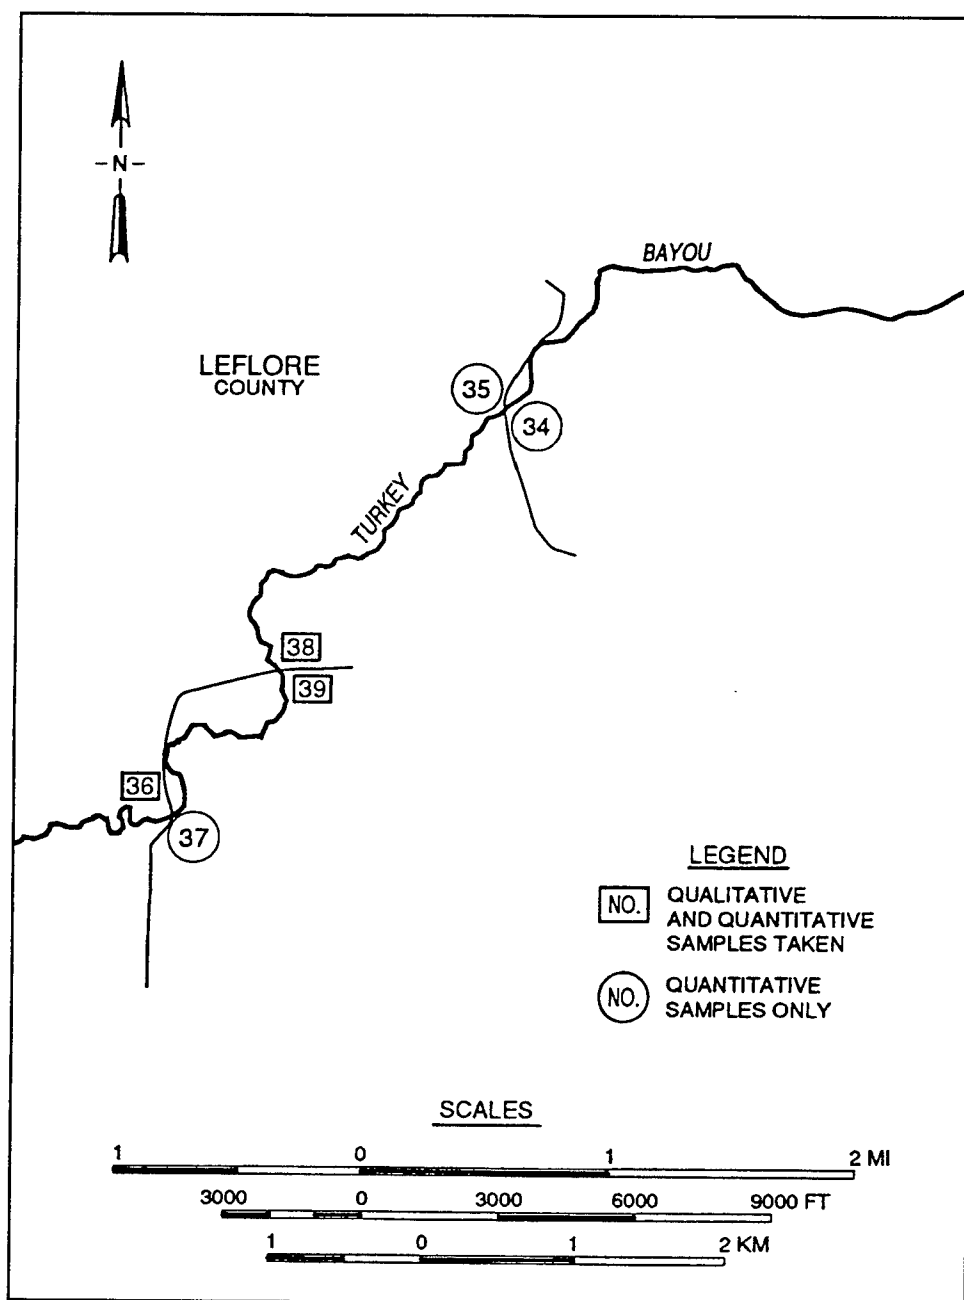 -N-
BAYOU
LEFLORE
COUNTY
35
34
TURKEY
38
39
36
37
LEGEND
NO. QUALITATIVE
AND QUANTITATIVE
SAMPLES TAKEN
NO. QUANTITATIVE
SAMPLES ONLY
SCALES
1 0 1 2 MI
3000 0 3000 6000 9000 FT
1 0 1 2 KM